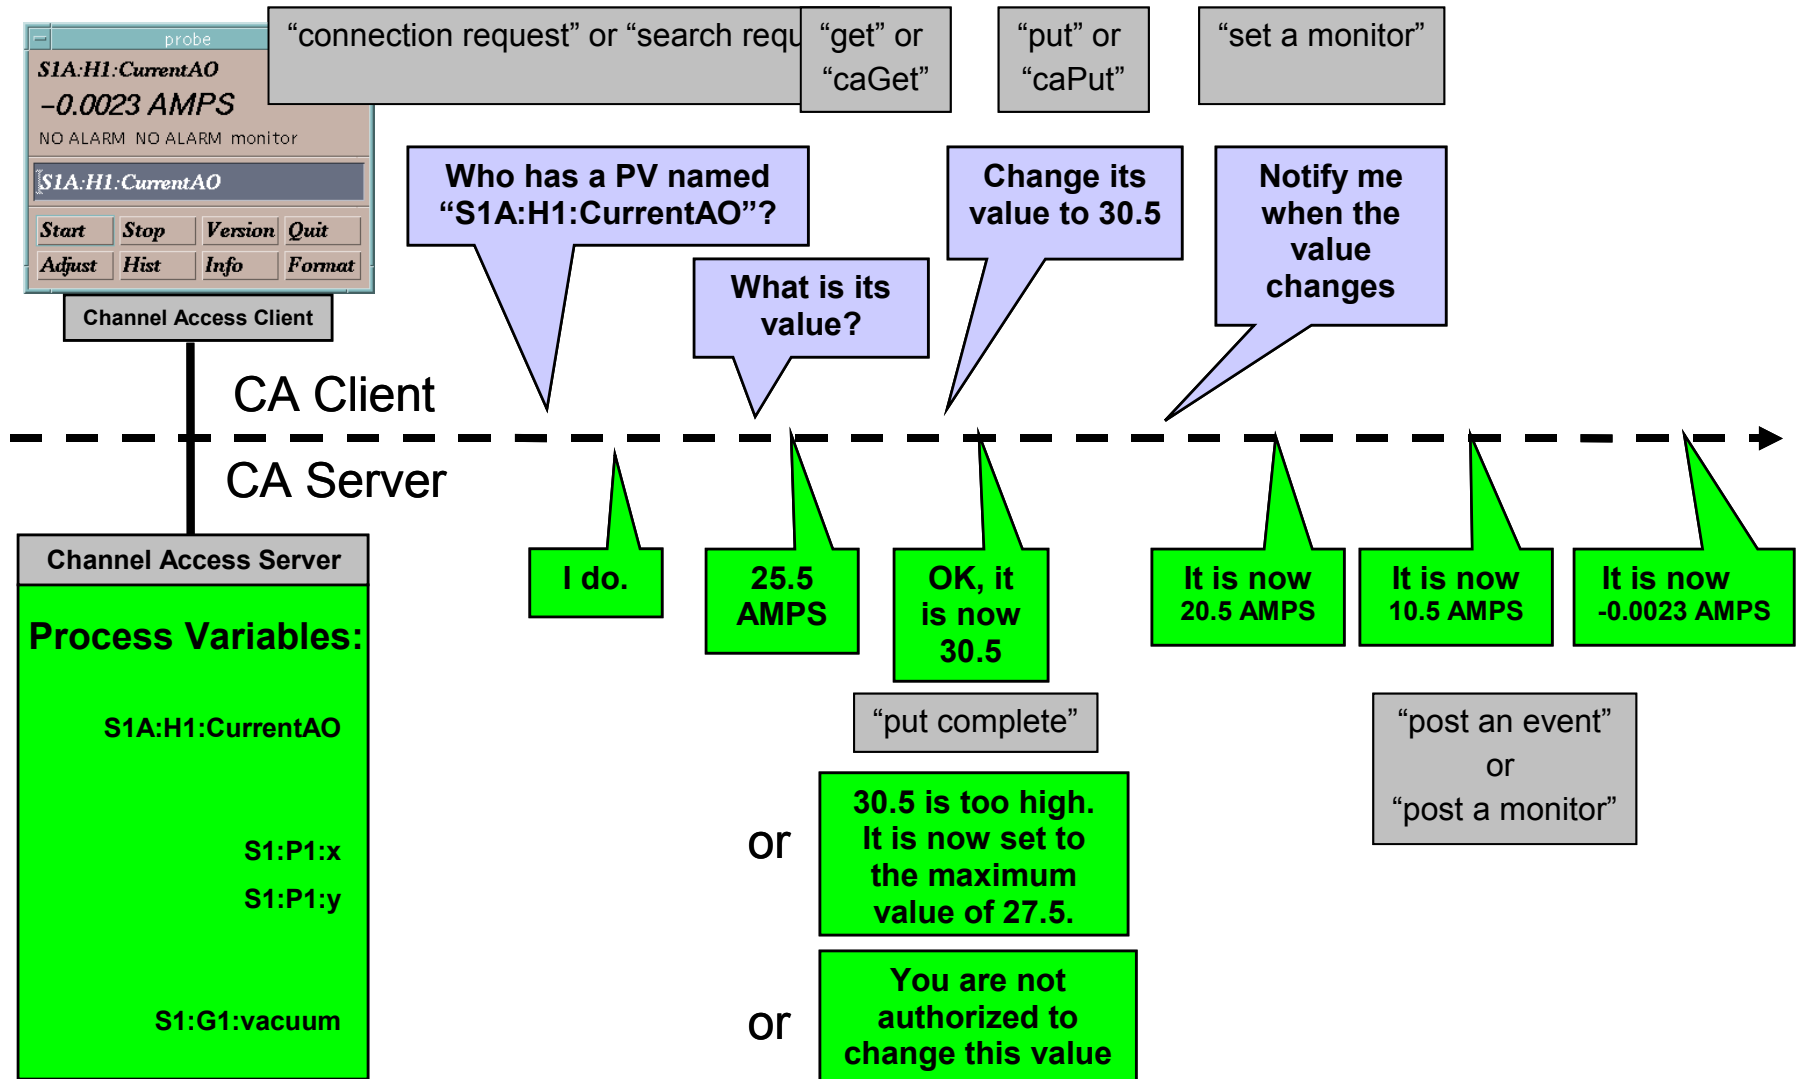 probe
S1A:H1:CurrentAO
-0.0023 AMPS
NO ALARM NO ALARM monitor
S1A:H1:CurrentAO
Start Stop Version Quit
Adjust Hist Info Format
Channel Access Client
“connection request” or “search requ
“get” or
“caGet”
“put” or
“caPut”
“set a monitor”
Who has a PV named
“S1A:H1:CurrentAO”?
What is its
value?
Change its
value to 30.5
Notify me
when the
value
changes
CA Client
CA Server
Channel Access Server
Process Variables:
S1A:H1:CurrentAO
S1:P1:x
S1:P1:y
S1:G1:vacuum
I do.
25.5
AMPS
OK, it
is now
30.5
“put complete”
or
30.5 is too high.
It is now set to
the maximum
value of 27.5.
or
You are not
authorized to
change this value
It is now
20.5 AMPS
It is now
10.5 AMPS
It is now
-0.0023 AMPS
“post an event”
or
“post a monitor”